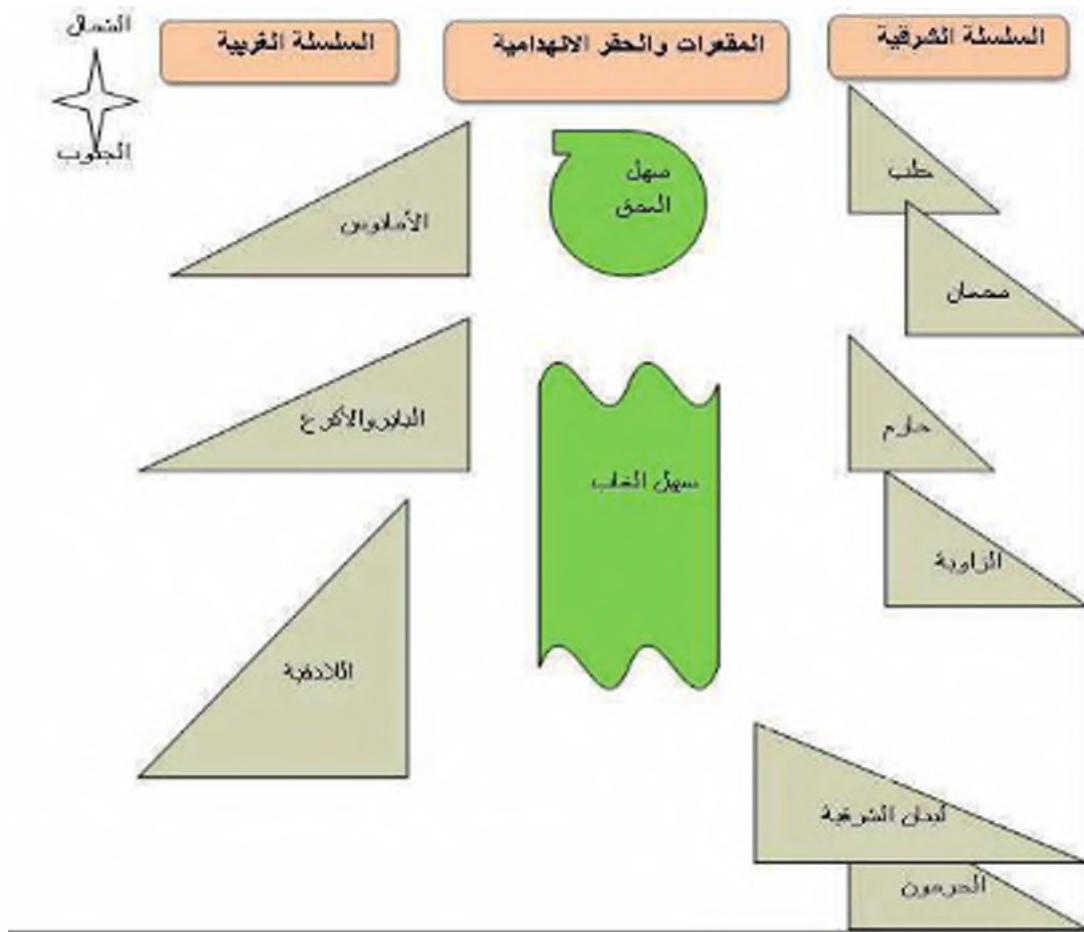 الشمال
الجنوب
السلسلة الشرقية
المقعرات والحفر الانهدامية
السلسلة الغربية
حلب
سمعان
حارم
الزاوية
لبنان الشرقية
الحرمون
سهل
العمق
سهل الغاب
الأمانوس
الباير والأكرع
اللاذقية